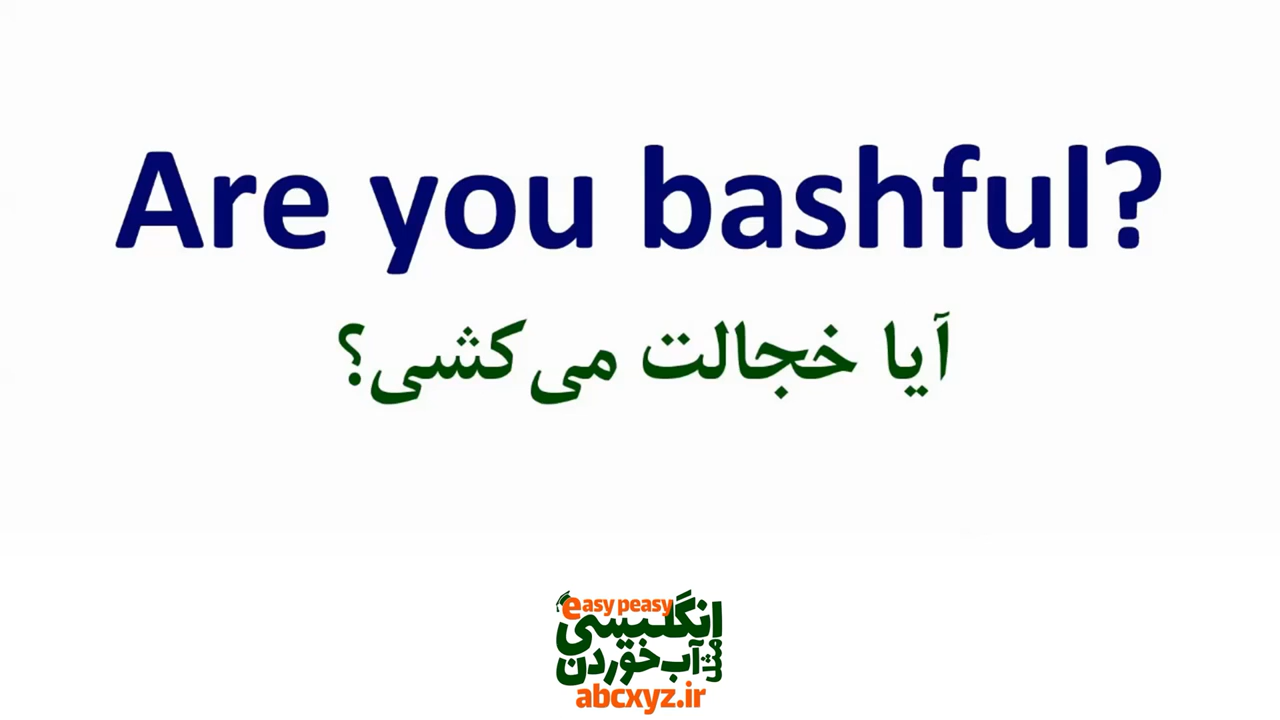 Are you bashful?
آیا خجالت می‌کشی؟
easy peasy
انگلیسی
مثل آب خوردن
abcxyz.ir